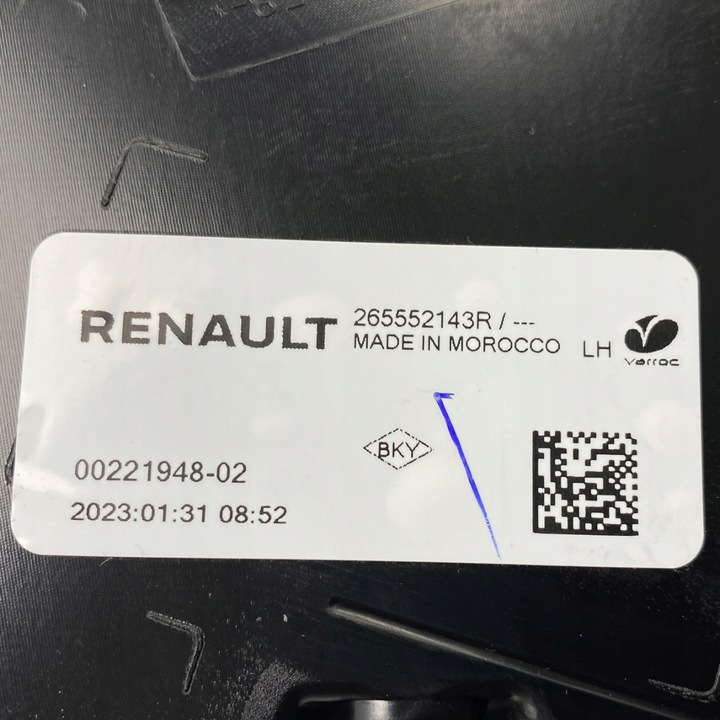 RENAULT
265552143R / ---
MADE IN MOROCCO
LH
varroc
BKY
00221948-02
2023:01:31 08:52